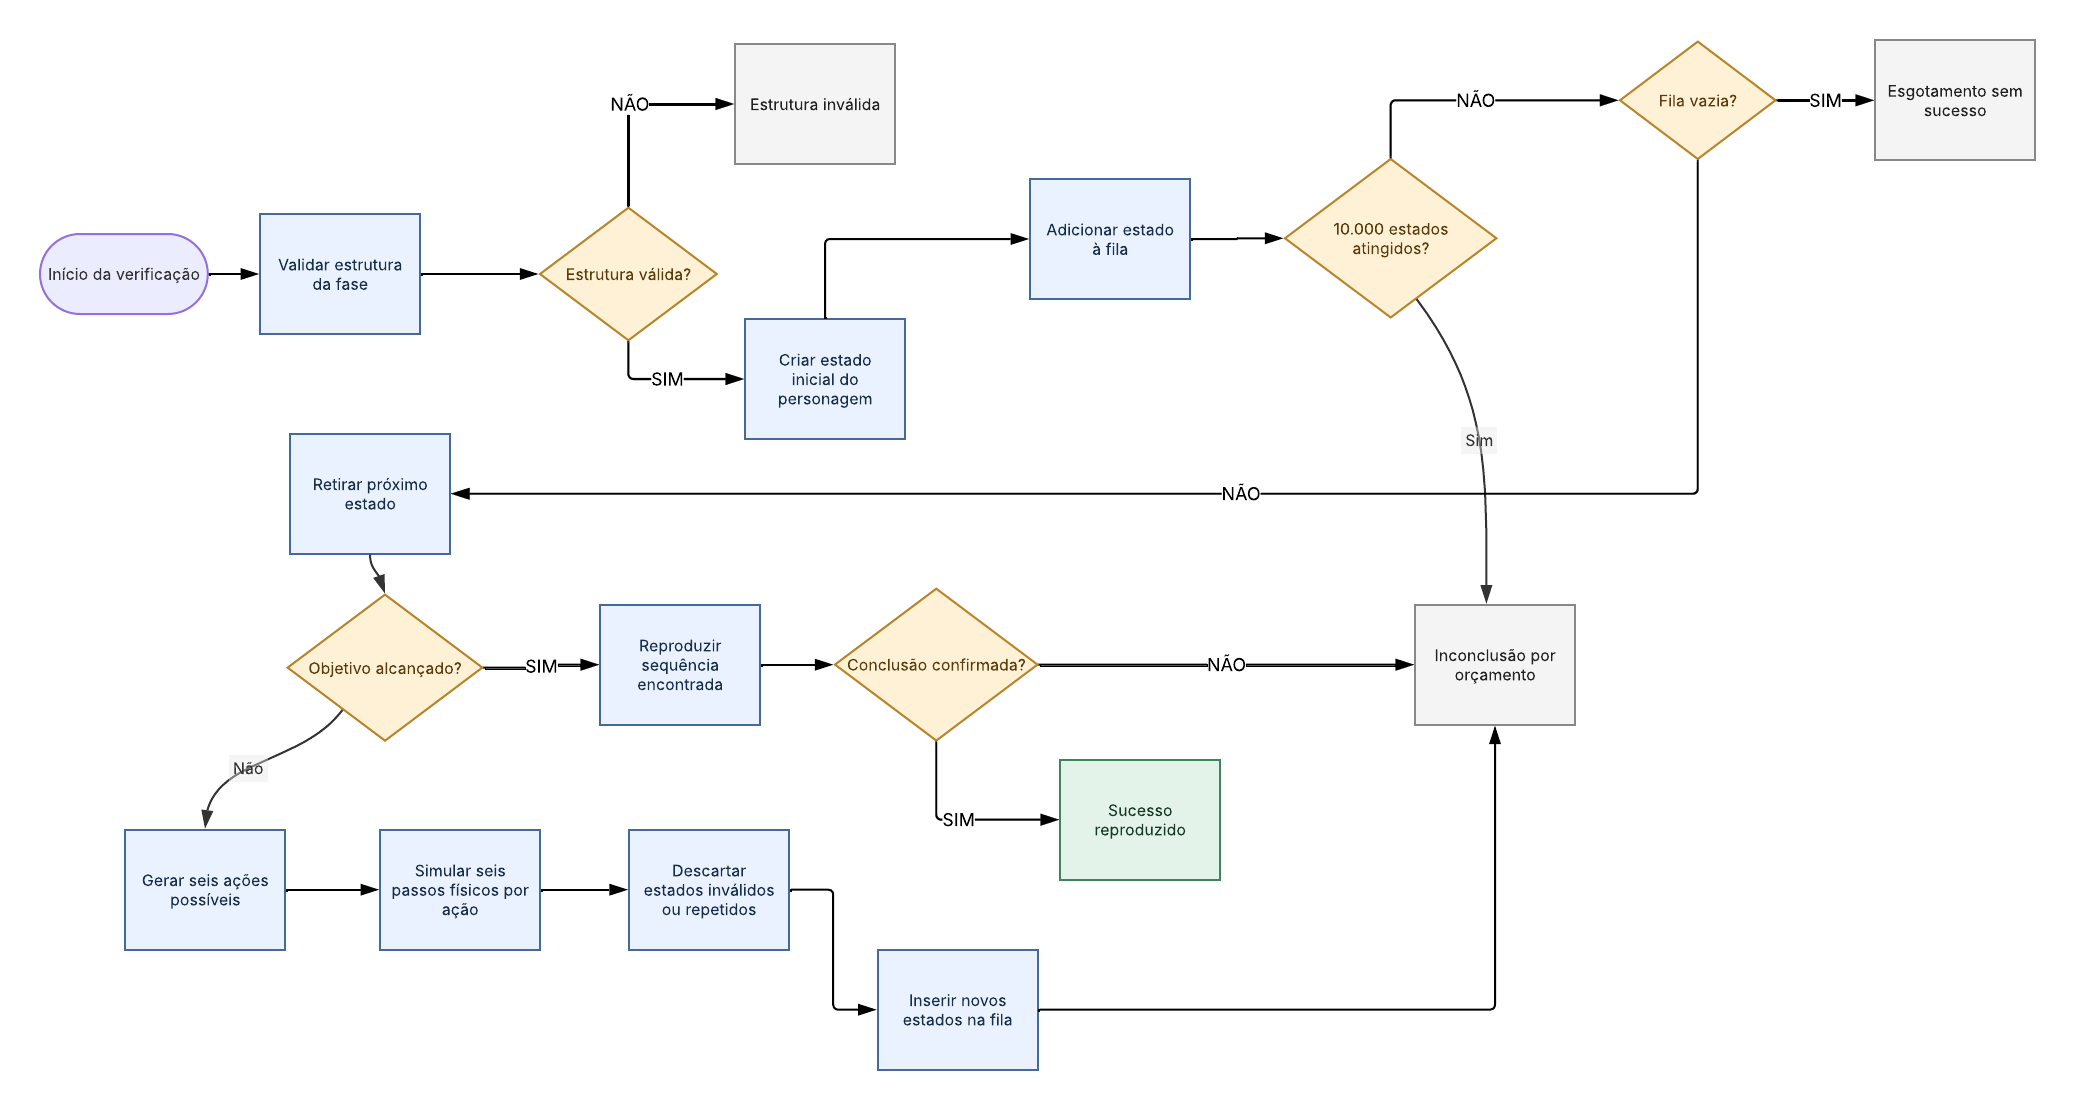 NÃO
Estrutura inválida
Início da verificação
Validar estrutura
da fase
Estrutura válida?
SIM
Criar estado
inicial do
personagem
Adicionar estado
à fila
10.000 estados
atingidos?
NÃO
Fila vazia?
SIM
Esgotamento sem
sucesso
Sim
NÃO
Retirar próximo
estado
Objetivo alcançado?
SIM
Reproduzir
sequência
encontrada
Conclusão confirmada?
NÃO
Inconclusão por
orçamento
SIM
Sucesso
reproduzido
Não
Gerar seis ações
possíveis
Simular seis
passos físicos por
ação
Descartar
estados inválidos
ou repetidos
Inserir novos
estados na fila